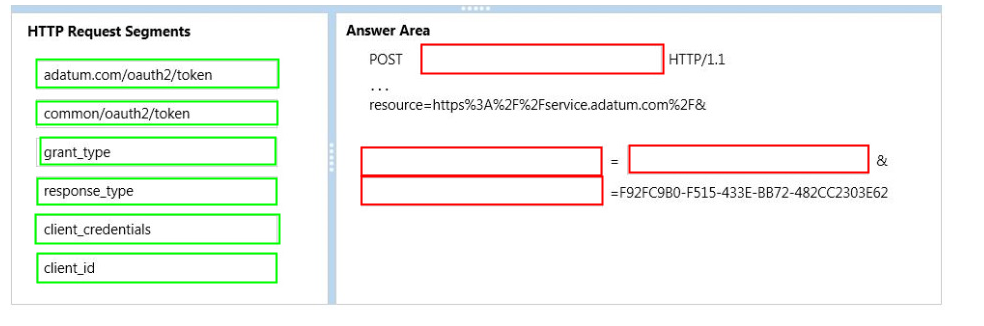 HTTP Request Segments
adatum.com/oauth2/token
common/oauth2/token
grant_type
response_type
client_credentials
client_id
Answer Area
POST HTTP/1.1
...
resource=https%3A%2F%2Fservice.adatum.com%2F&
= &
=F92FC9B0-F515-433E-BB72-482CC2303E62